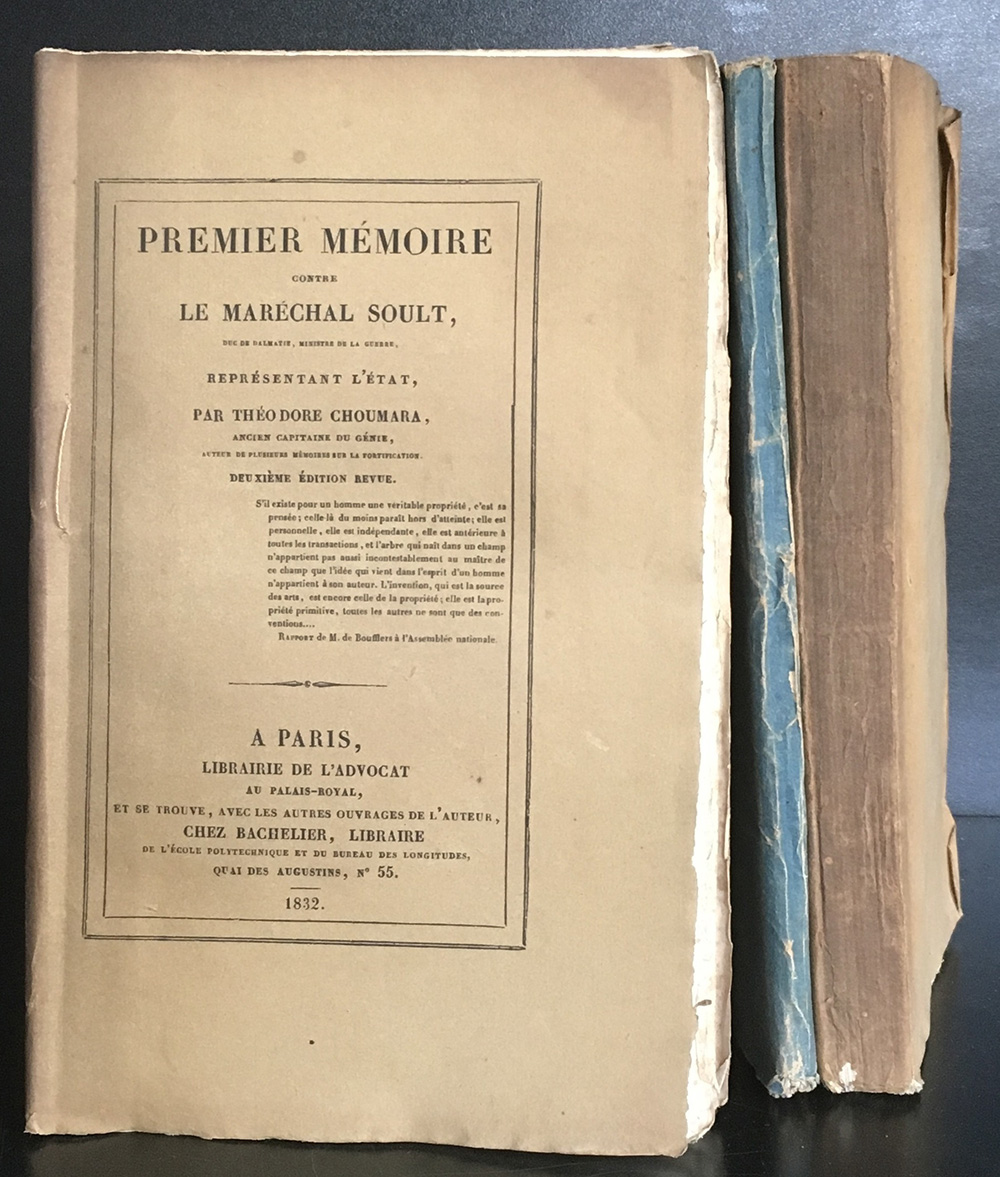 PREMIER MÉMOIRE
CONTRE
LE MARÉCHAL SOULT,
DUC DE DALMATIE, MINISTRE DE LA GUERRE,
REPRÉSENTANT L'ÉTAT,
PAR THÉODORE CHOUMARA,
ANCIEN CAPITAINE DU GÉNIE,
AUTEUR DE PLUSIEURS MÉMOIRES SUR LA FORTIFICATION.
DEUXIÈME ÉDITION REVUE.
S'il existe pour un homme une véritable propriété, c'est sa
pensée; celle-là du moins paraît hors d'atteinte; elle est
personnelle, elle est indépendante, elle est antérieure à
toutes les transactions, et l'arbre qui naît dans un champ
n'appartient pas aussi incontestablement au maître de
ce champ que l'idée qui vient dans l'esprit d'un homme
n'appartient à son auteur. L'invention, qui est la source
des arts, est encore celle de la propriété; elle est la pro-
priété primitive, toutes les autres ne sont que des con-
ventions....
RAPPORT de M. de Boufflers à l'Assemblée nationale.
A PARIS,
LIBRAIRIE DE L'ADVOCAT
AU PALAIS-ROYAL,
ET SE TROUVE, AVEC LES AUTRES OUVRAGES DE L'AUTEUR,
CHEZ BACHELIER, LIBRAIRE
DE L'ÉCOLE POLYTECHNIQUE ET DU BUREAU DES LONGITUDES,
QUAI DES AUGUSTINS, N° 55.
1832.